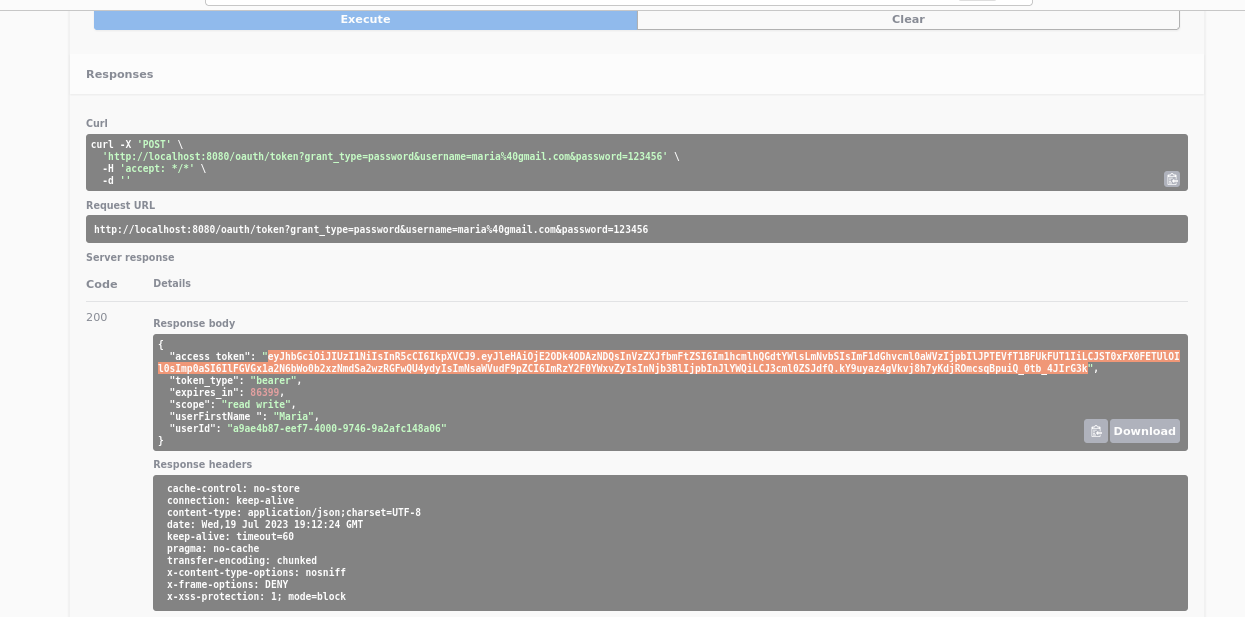 Execute
Clear
Responses
Curl
curl -X 'POST' \
'http://localhost:8080/oauth/token?grant_type=password&username=maria%40gmail.com&password=123456' \
-H 'accept: */*' \
-d ''
Request URL
http://localhost:8080/oauth/token?grant_type=password&username=maria%40gmail.com&password=123456
Server response
Code
Details
200
Response body
{
"access_token": "
"token_type": "bearer",
"expires_in": 86399,
"scope": "read write",
"userFirstName ": "Maria",
"userId": "a9ae4b87-eef7-4000-9746-9a2afc148a06"
}
Download
Response headers
cache-control: no-store
connection: keep-alive
content-type: application/json;charset=UTF-8
date: Wed,19 Jul 2023 19:12:24 GMT
keep-alive: timeout=60
pragma: no-cache
transfer-encoding: chunked
x-content-type-options: nosniff
x-frame-options: DENY
x-xss-protection: 1; mode=block